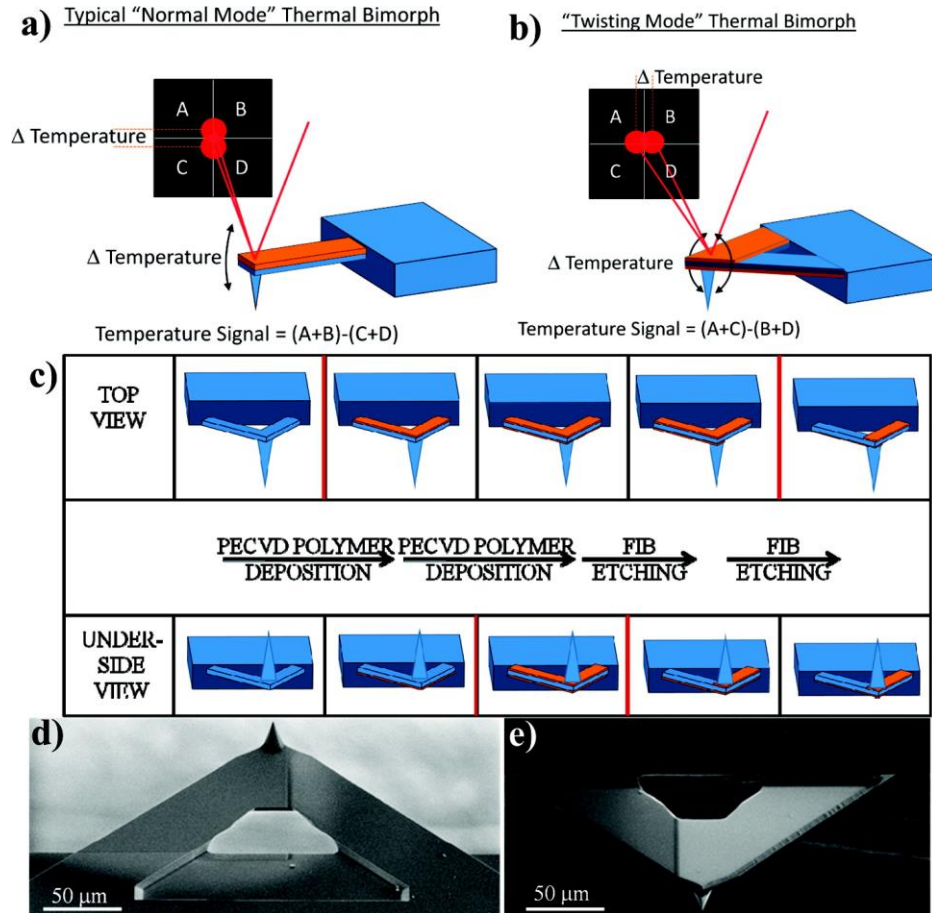 a) Typical "Normal Mode" Thermal Bimorph
A B
Δ Temperature
C D
Δ Temperature
Temperature Signal = (A+B)-(C+D)
b) "Twisting Mode" Thermal Bimorph
Δ Temperature
A B
C D
Δ Temperature
Temperature Signal = (A+C)-(B+D)
c)
TOP
VIEW
PECVD POLYMER
DEPOSITION
PECVD POLYMER
DEPOSITION
FIB
ETCHING
FIB
ETCHING
UNDER-
SIDE
VIEW
d)
50 μm
e)
50 μm